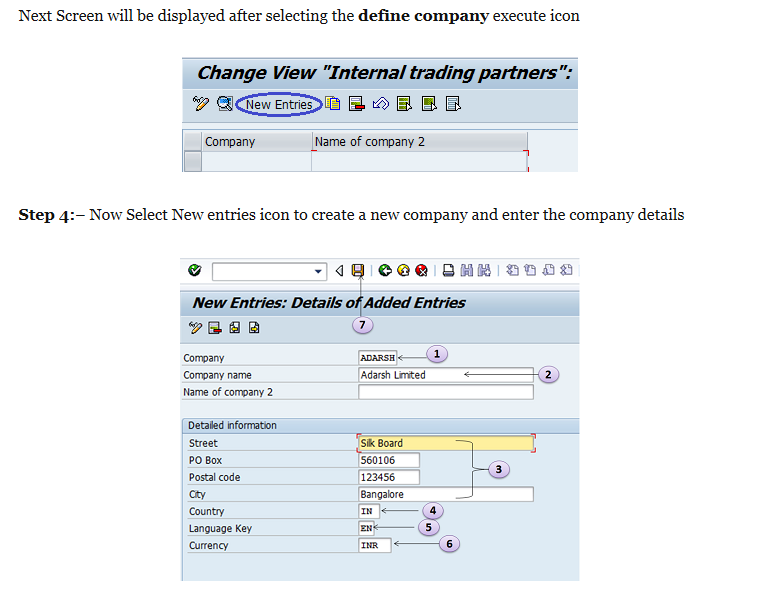 Next Screen will be displayed after selecting the define company execute icon
Change View "Internal trading partners":
New Entries
Company Name of company 2
Step 4:– Now Select New entries icon to create a new company and enter the company details
New Entries: Details of Added Entries
7
Company ADARSH 1
Company name Adarsh Limited 2
Name of company 2
Detailed information
Street Silk Board
PO Box 560106 3
Postal code 123456
City Bangalore
Country IN 4
Language Key EN 5
Currency INR 6